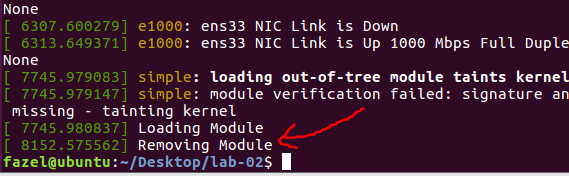 None
[ 6307.600279] e1000: ens33 NIC Link is Down
[ 6313.649371] e1000: ens33 NIC Link is Up 1000 Mbps Full Duple
None
[ 7745.979083] simple: loading out-of-tree module taints kernel
[ 7745.979147] simple: module verification failed: signature an
 missing - tainting kernel
[ 7745.980837] Loading Module
[ 8152.575562] Removing Module
fazel@ubuntu:~/Desktop/lab-02$